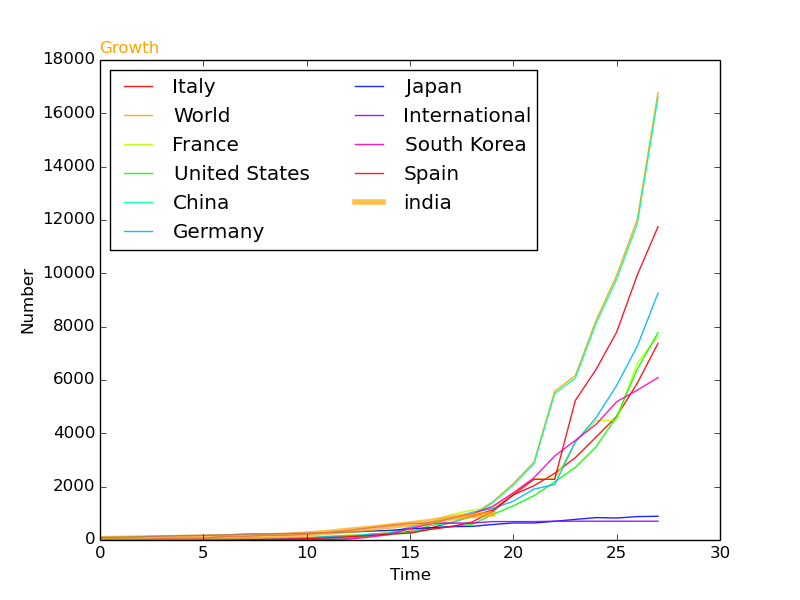 Growth
18000
16000
14000
12000
10000
8000
6000
4000
2000
0
Number
Italy
World
France
United States
China
Germany
Japan
International
South Korea
Spain
india
0 5 10 15 20 25 30
Time